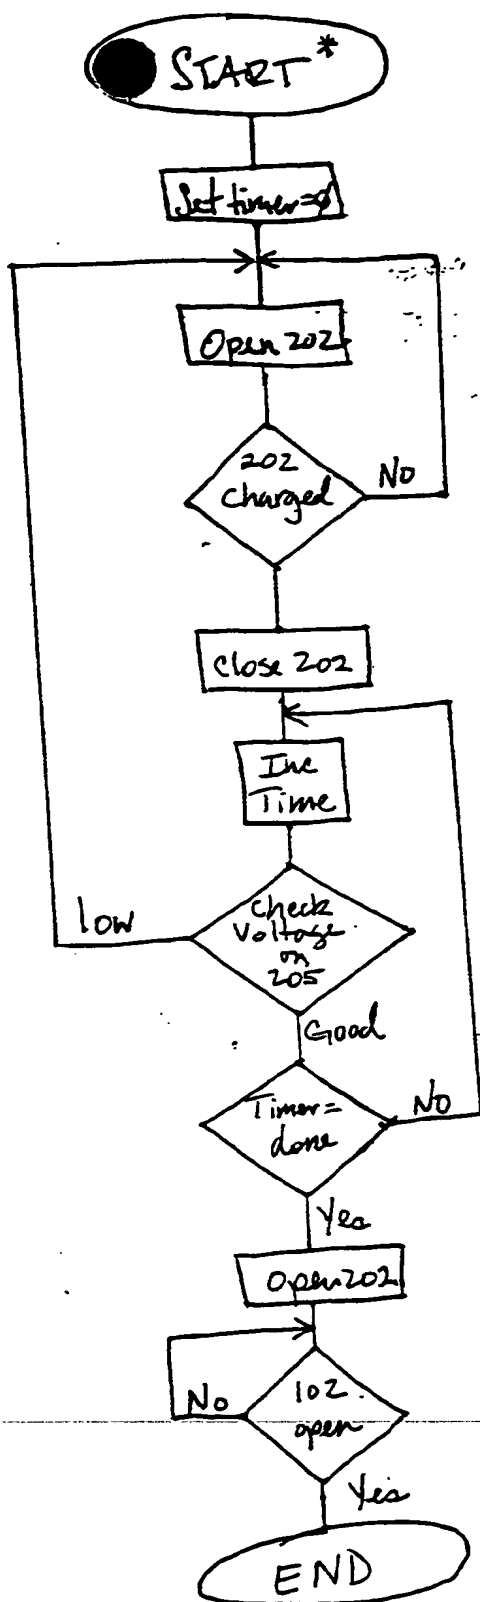 START *
Set timer=0
Open 202
202
charged
No
Close 202
Inc
Time
low
check
Voltage
on
205
Good
Timer=
done
No
Yes
Open 202
102
open
No
Yes
END